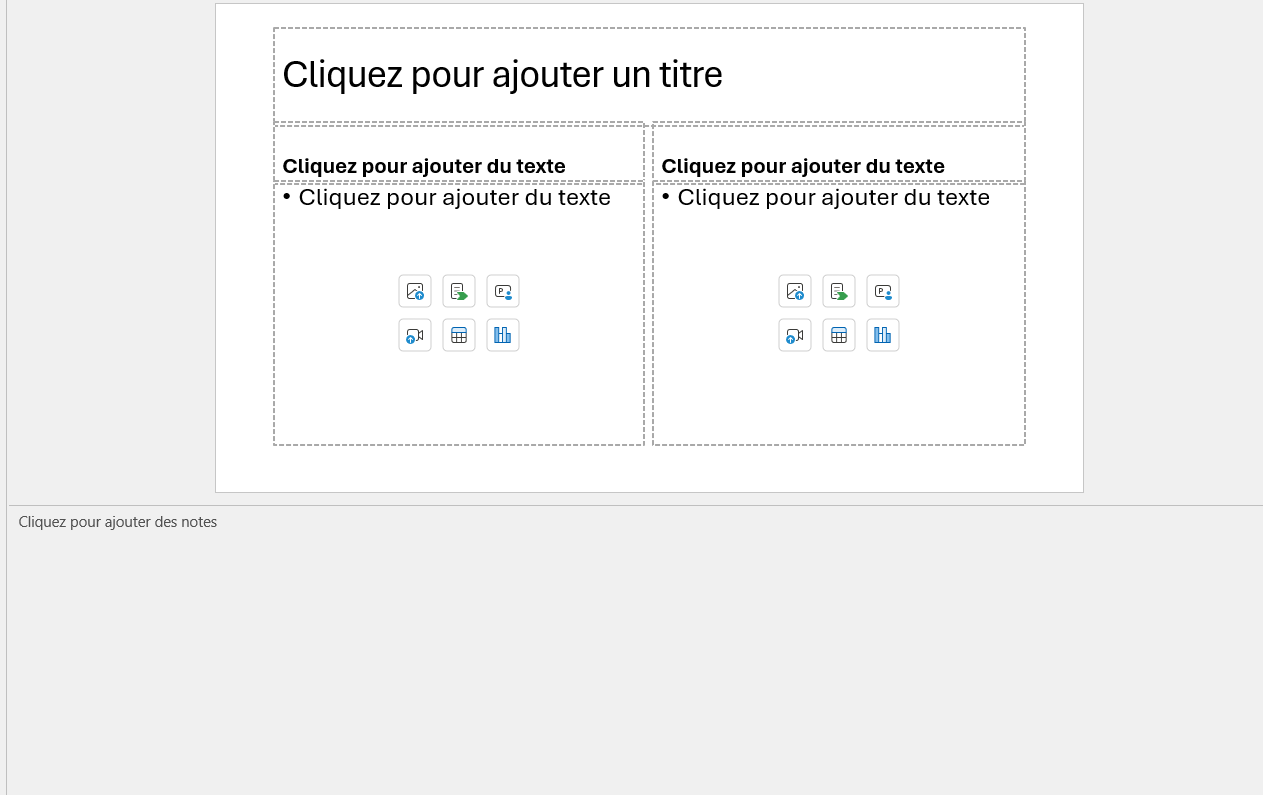 Cliquez pour ajouter un titre
Cliquez pour ajouter du texte
• Cliquez pour ajouter du texte
Cliquez pour ajouter du texte
• Cliquez pour ajouter du texte
Cliquez pour ajouter des notes